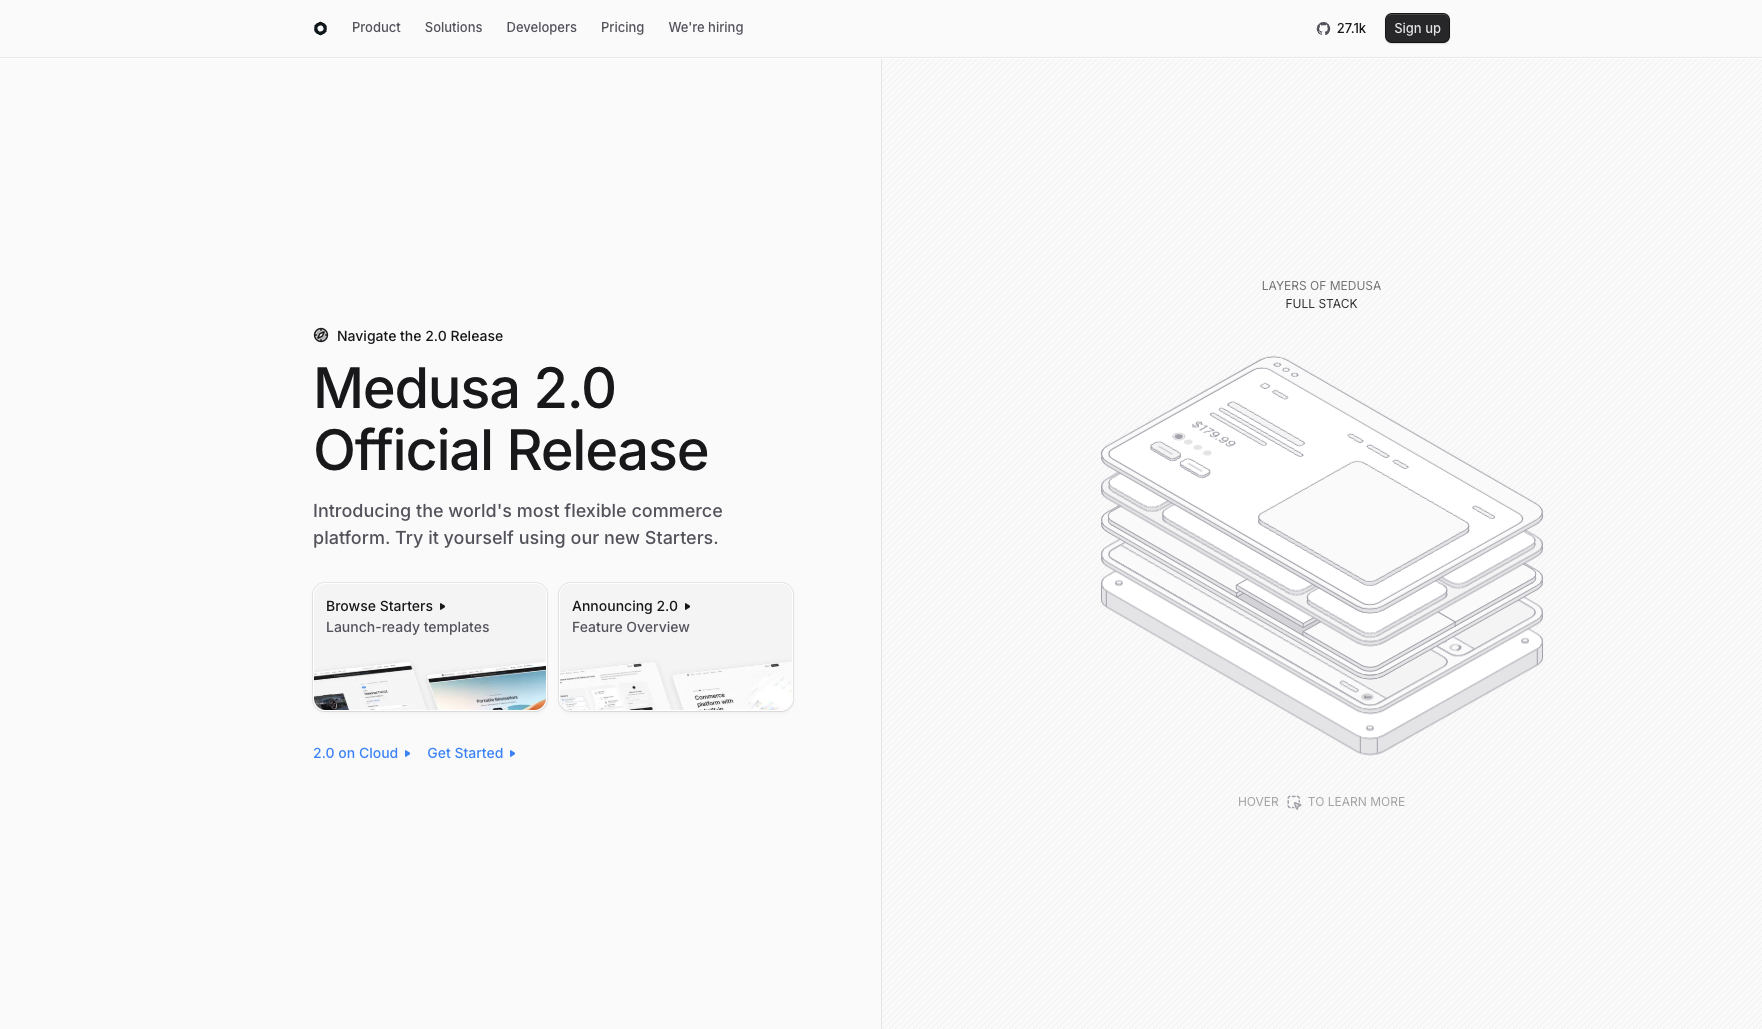 Product Solutions Developers Pricing We're hiring
27.1k Sign up
Navigate the 2.0 Release
Medusa 2.0
Official Release
Introducing the world's most flexible commerce
platform. Try it yourself using our new Starters.
Browse Starters
Launch-ready templates
Announcing 2.0
Feature Overview
Commerce
platform with
2.0 on Cloud Get Started
LAYERS OF MEDUSA
FULL STACK
$179.99
HOVER TO LEARN MORE